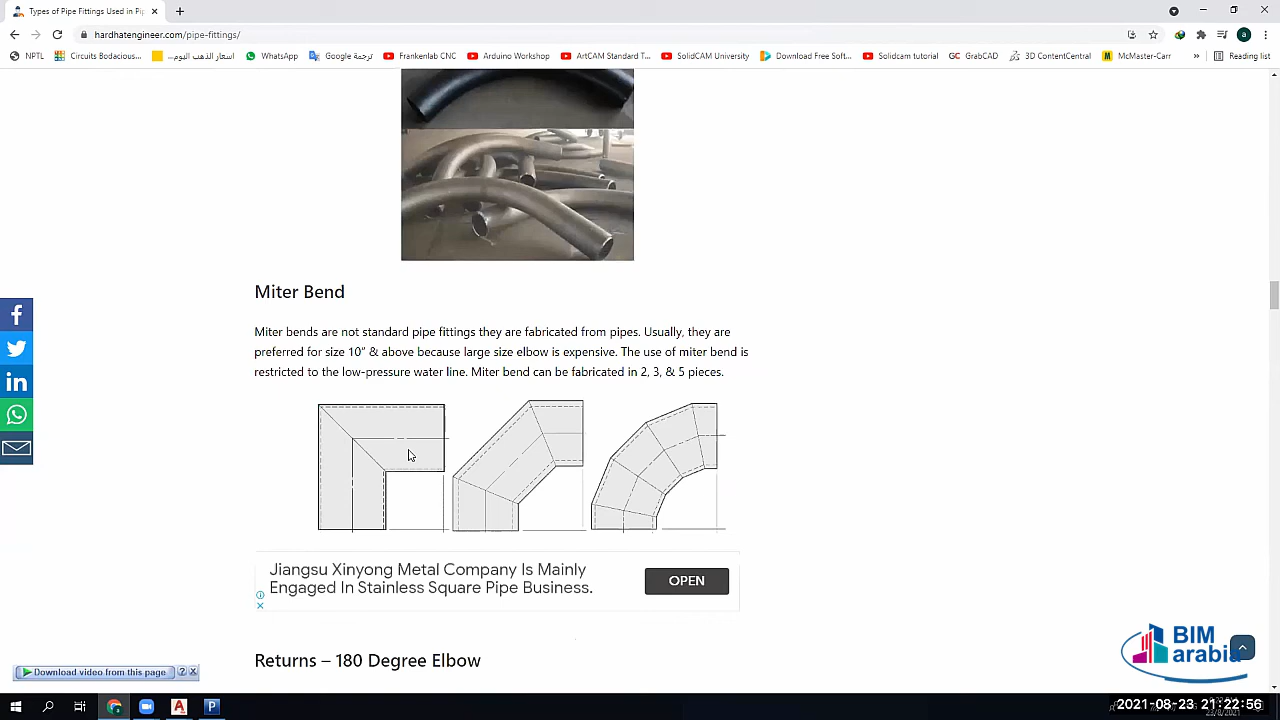 Types of Pipe Fittings Used in Pip
hardhatengineer.com/pipe-fittings/
a
NPTL
Circuits Bodacious...
اسعار الذهب اليوم...
WhatsApp
Google ترجمة
Frankenlab CNC
Arduino Workshop
ArtCAM Standard T...
SolidCAM University
Download Free Soft...
Solidcam tutorial
GC GrabCAD
3D ContentCentral
M McMaster-Carr
»
Reading list
Miter Bend
Miter bends are not standard pipe fittings they are fabricated from pipes. Usually, they are
preferred for size 10” & above because large size elbow is expensive. The use of miter bend is
restricted to the low-pressure water line. Miter bend can be fabricated in 2, 3, & 5 pieces.
Jiangsu Xinyong Metal Company Is Mainly
Engaged In Stainless Square Pipe Business.
OPEN
Returns – 180 Degree Elbow
BIM
arabia
Download video from this page
?
2021-08-23 21:22:56
23/8/2021